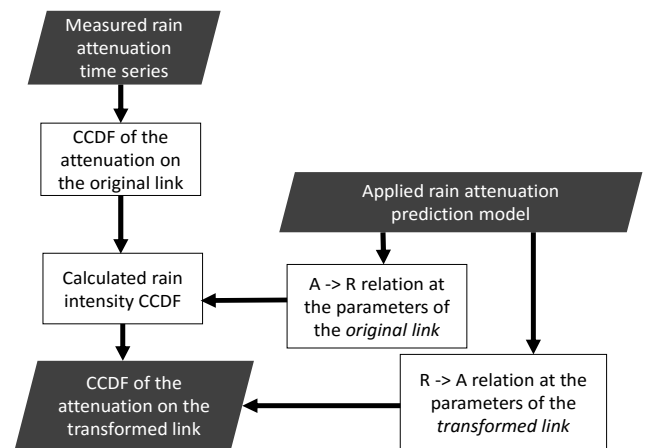 Measured rain
attenuation
time series
CCDF of the
attenuation on
the original link
Applied rain attenuation
prediction model
Calculated rain
intensity CCDF
A -> R relation at
the parameters of
the original link
CCDF of the
attenuation on the
transformed link
R -> A relation at the
parameters of the
transformed link